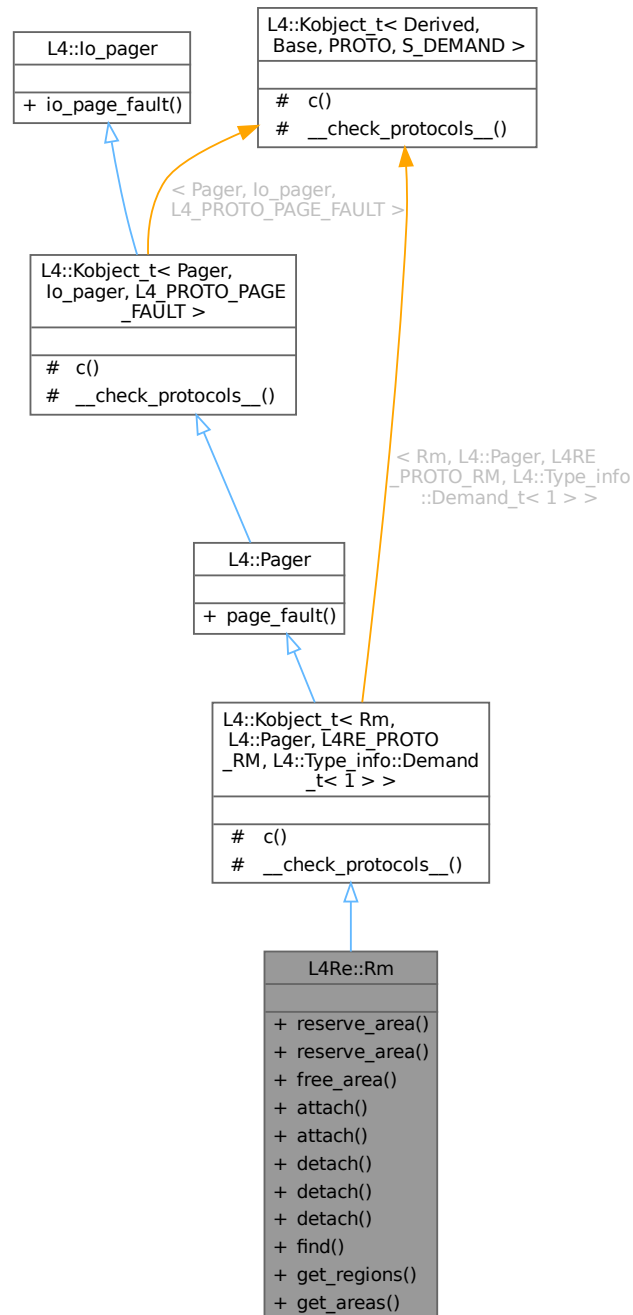 L4::Io_pager
+ io_page_fault()
L4::Kobject_t< Derived,
Base, PROTO, S_DEMAND >
# c()
# __check_protocols__()
< Pager, Io_pager,
L4_PROTO_PAGE_FAULT >
L4::Kobject_t< Pager,
Io_pager, L4_PROTO_PAGE
_FAULT >
# c()
# __check_protocols__()
< Rm, L4::Pager, L4RE
_PROTO_RM, L4::Type_info
::Demand_t< 1 > >
L4::Pager
+ page_fault()
L4::Kobject_t< Rm,
L4::Pager, L4RE_PROTO
_RM, L4::Type_info::Demand
_t< 1 > >
# c()
# __check_protocols__()
L4Re::Rm
+ reserve_area()
+ reserve_area()
+ free_area()
+ attach()
+ attach()
+ detach()
+ detach()
+ detach()
+ find()
+ get_regions()
+ get_areas()